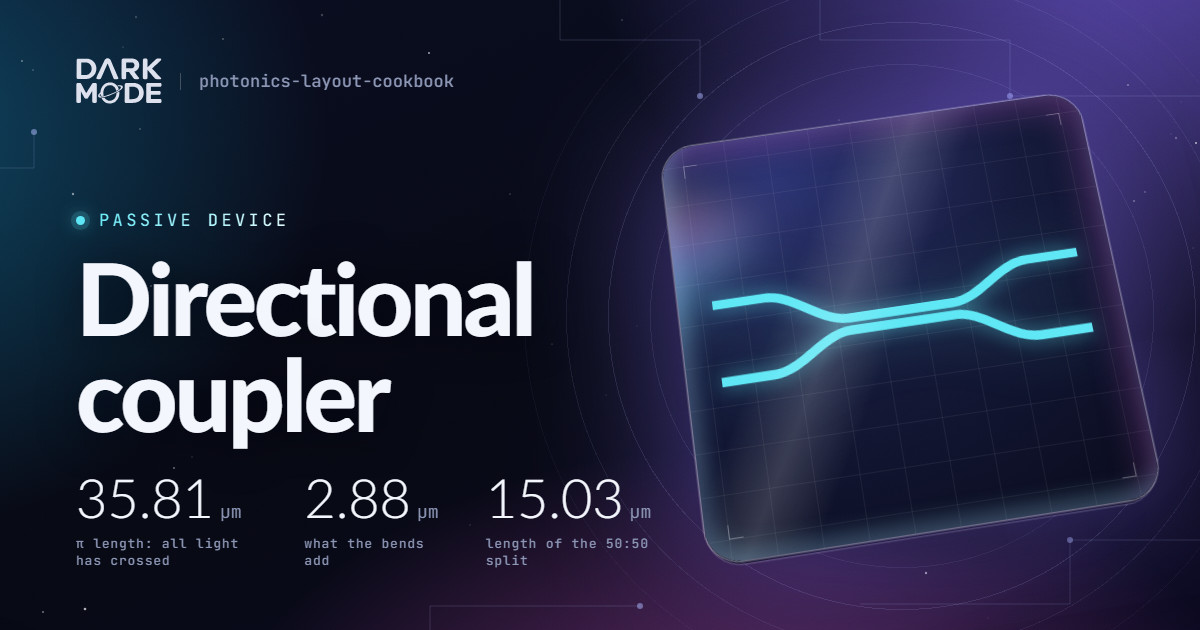 DARK
MODE
photonics-layout-cookbook
PASSIVE DEVICE
Directional
coupler
35.81 µm
π length: all light
has crossed
2.88 µm
what the bends
add
15.03 µm
length of the 50:50
split